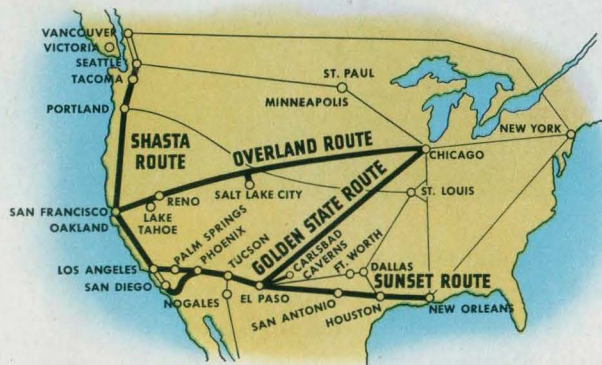 VANCOUVER
VICTORIA
SEATTLE
TACOMA
ST. PAUL
MINNEAPOLIS
PORTLAND
NEW YORK
SHASTA
ROUTE
OVERLAND ROUTE
CHICAGO
RENO
SALT LAKE CITY
ST. LOUIS
LAKE
TAHOE
SAN FRANCISCO
OAKLAND
GOLDEN STATE ROUTE
PALM SPRINGS
PHOENIX
TUCSON
CARLSBAD
CAVERNS
FT. WORTH
DALLAS
LOS ANGELES
SAN DIEGO
NOGALES
EL PASO
SUNSET ROUTE
SAN ANTONIO
HOUSTON
NEW ORLEANS